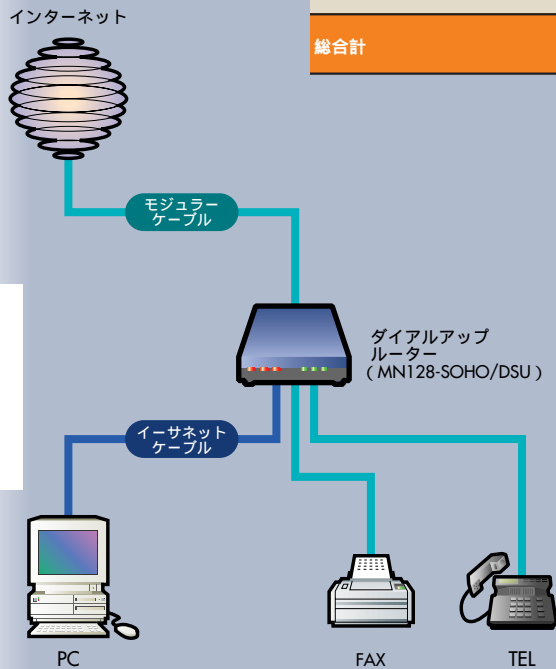 インターネット
総合計
モジュラー
ケーブル
ダイアルアップ
ルーター
（MN128-SOHO/DSU）
イーサネット
ケーブル
PC
FAX
TEL